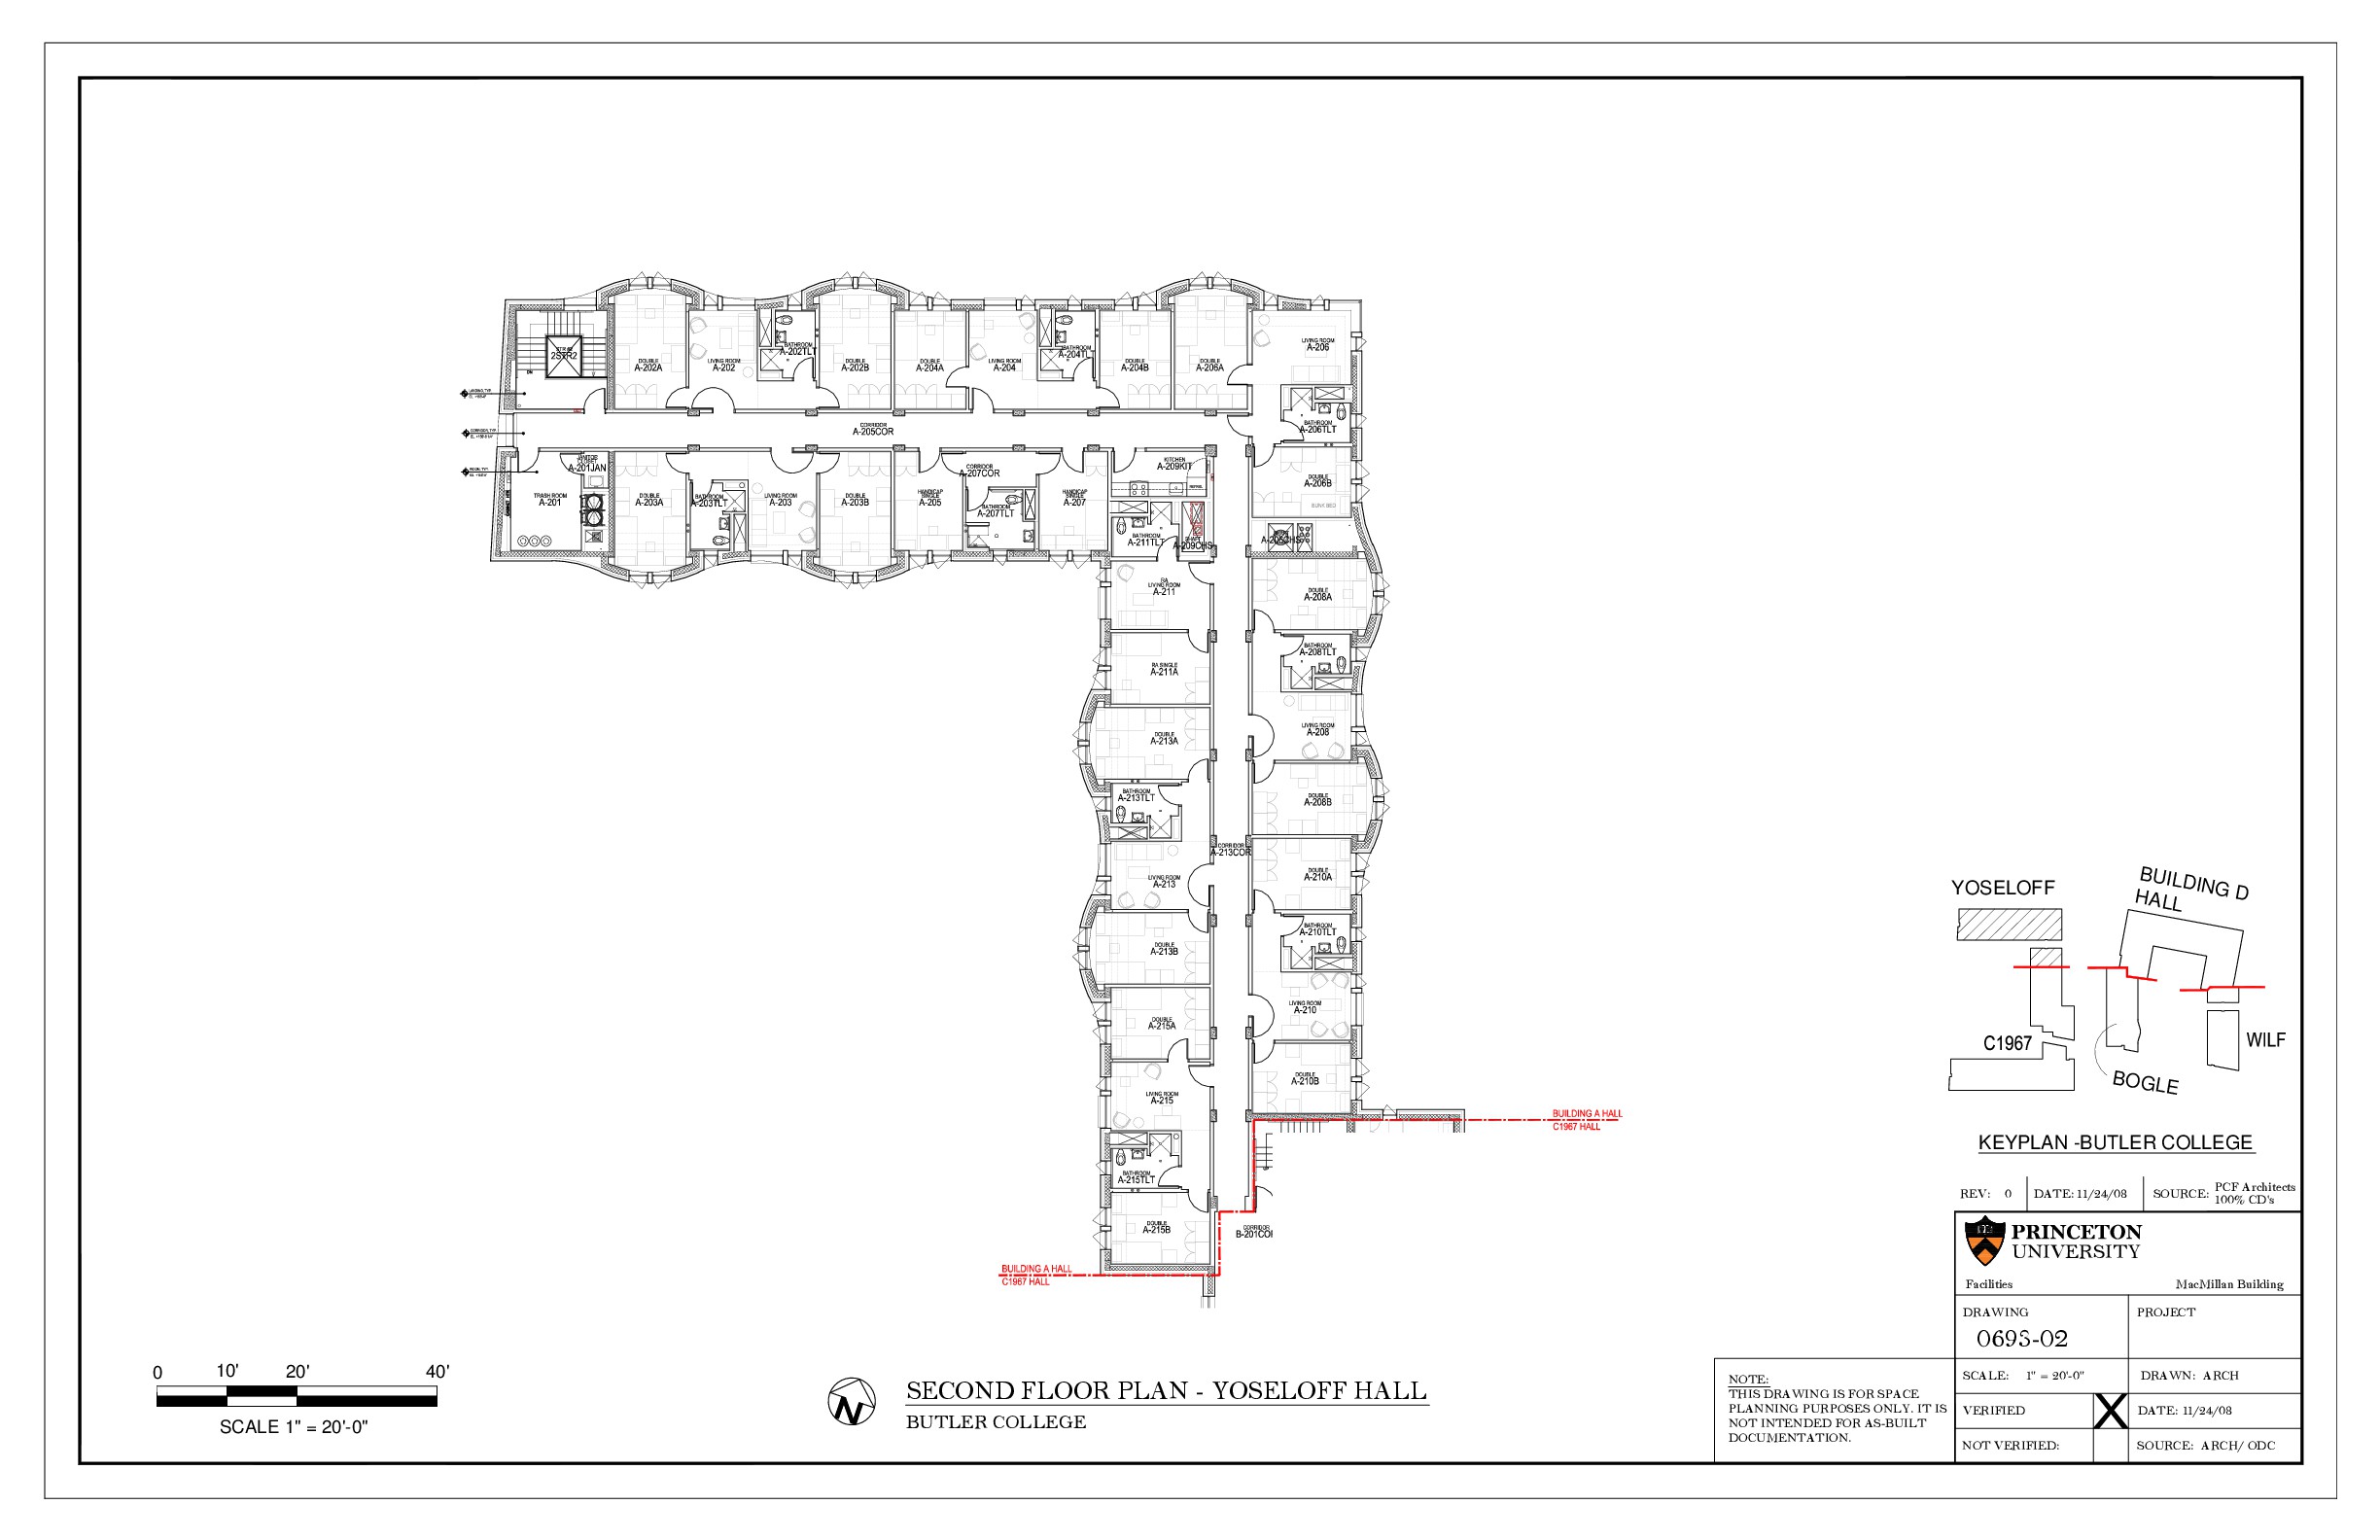 DOUBLE
A-202A
LIVING ROOM
A-202
BATHROOM
A-202TLT
DOUBLE
A-202B
DOUBLE
A-204A
LIVING ROOM
A-204
BATHROOM
A-204TL
DOUBLE
A-204B
DOUBLE
A-206A
LIVING ROOM
A-206
2STR2
DN
CORRIDOR
A-205COR
BATHROOM
A-206TLT
TRASH ROOM
A-201
A-201JAN
DOUBLE
A-203A
BATHROOM
A-203TLT
LIVING ROOM
A-203
DOUBLE
A-203B
HANDICAP
SINGLE
A-205
CORRIDOR
A-207COR
BATHROOM
A-207TLT
HANDICAP
SINGLE
A-207
KITCHEN
A-209KIT
BATHROOM
A-211TLT
A-209CHS
DOUBLE
A-206B
RA
LIVING ROOM
A-211
RA SINGLE
A-211A
DOUBLE
A-208A
BATHROOM
A-208TLT
LIVING ROOM
A-208
DOUBLE
A-208B
DOUBLE
A-213A
BATHROOM
A-213TLT
LIVING ROOM
A-213
CORRIDOR
A-213COR
DOUBLE
A-210A
BATHROOM
A-210TLT
LIVING ROOM
A-210
DOUBLE
A-210B
DOUBLE
A-213B
DOUBLE
A-215A
LIVING ROOM
A-215
BATHROOM
A-215TLT
DOUBLE
A-215B
CORRIDOR
B-201COI
BUILDING A HALL
C1967 HALL
BUILDING A HALL
C1967 HALL
YOSELOFF
BUILDING D
HALL
C1967
BOGLE
WILF
KEYPLAN -BUTLER COLLEGE
REV: 0
DATE: 11/24/08
SOURCE: PCF Architects
100% CD's
PRINCETON
UNIVERSITY
Facilities
MacMillan Building
DRAWING
0693-02
PROJECT
SCALE: 1" = 20'-0"
DRAWN: ARCH
VERIFIED
X
DATE: 11/24/08
NOT VERIFIED:
SOURCE: ARCH/ ODC
NOTE:
THIS DRAWING IS FOR SPACE
PLANNING PURPOSES ONLY. IT IS
NOT INTENDED FOR AS-BUILT
DOCUMENTATION.
0 10' 20' 40'
SCALE 1" = 20'-0"
N
SECOND FLOOR PLAN - YOSELOFF HALL
BUTLER COLLEGE